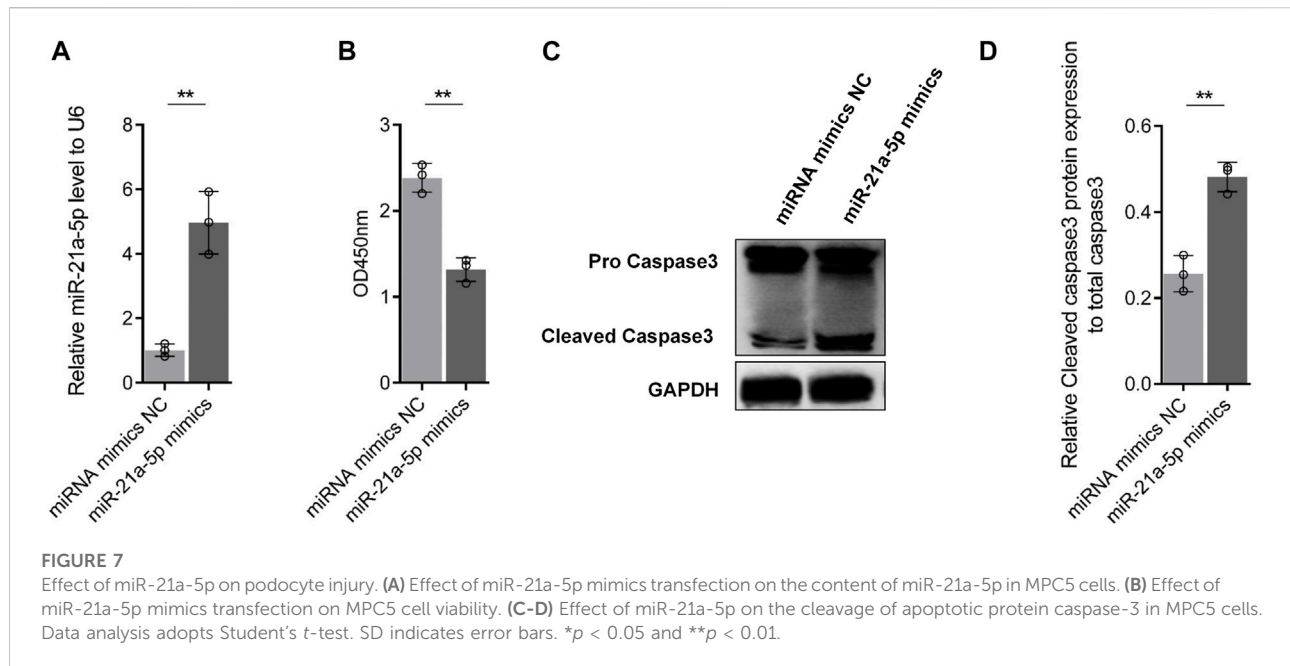 A
Relative miR-21a-5p level to U6
**
8
6
4
2
0
miRNA mimics NC
miR-21a-5p mimics
B
OD450nm
**
3
2
1
0
miRNA mimics NC
miR-21a-5p mimics
C
miRNA mimics NC
miR-21a-5p mimics
Pro Caspase3
Cleaved Caspase3
GAPDH
D
Relative Cleaved caspase3 protein expression
to total caspase3
**
0.6
0.4
0.2
0.0
miRNA mimics NC
miR-21a-5p mimics
FIGURE 7
Effect of miR-21a-5p on podocyte injury. (A) Effect of miR-21a-5p mimics transfection on the content of miR-21a-5p in MPC5 cells. (B) Effect of
miR-21a-5p mimics transfection on MPC5 cell viability. (C-D) Effect of miR-21a-5p on the cleavage of apoptotic protein caspase-3 in MPC5 cells.
Data analysis adopts Student's t-test. SD indicates error bars. *p < 0.05 and **p < 0.01.